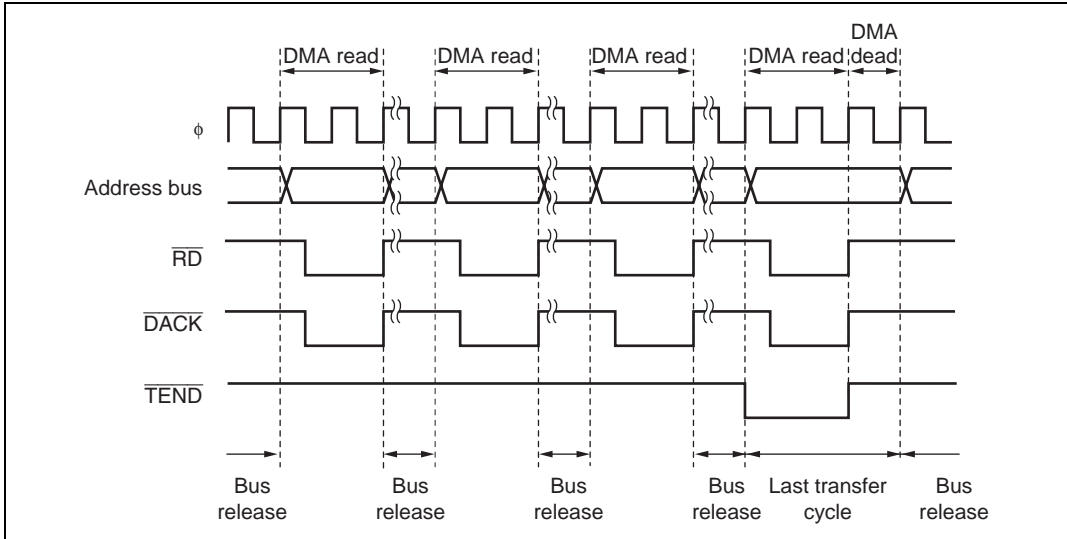 DMA read
DMA read
DMA read
DMA read
DMA
dead
ϕ
Address bus
RD
DACK
TEND
Bus
release
Bus
release
Bus
release
Bus
release
Last transfer
cycle
Bus
release